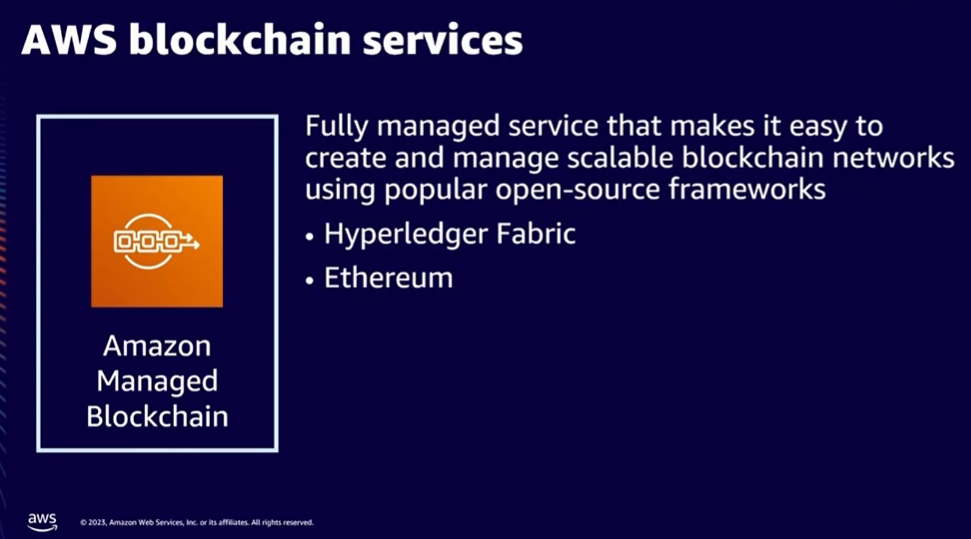 AWS blockchain services
Fully managed service that makes it easy to
create and manage scalable blockchain networks
using popular open-source frameworks
• Hyperledger Fabric
• Ethereum
Amazon
Managed
Blockchain
aws
© 2023, Amazon Web Services, Inc. or its affiliates. All rights reserved.